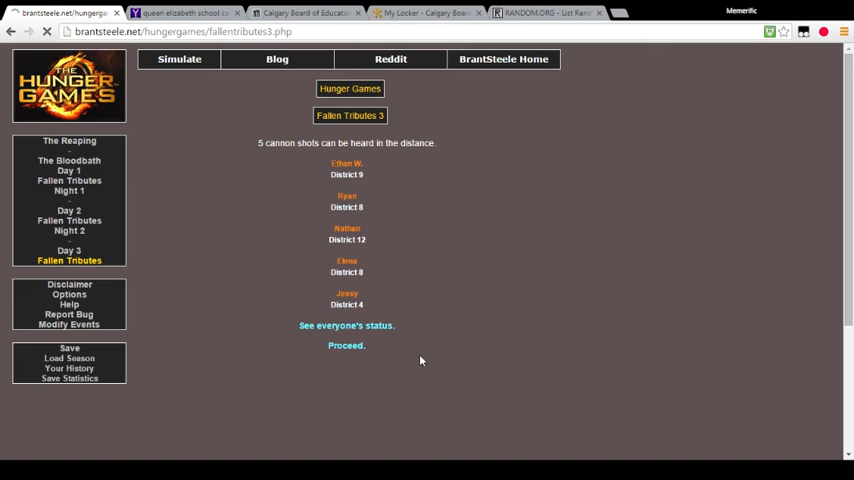 Memerific
brantsteele.net/hungerga
queen elizabeth school ca
Calgary Board of Education
My Locker - Calgary Board
RANDOM.ORG - List Ran
brantsteele.net/hungergames/fallentributes3.php
THE
HUNGER
GAMES
Simulate
Blog
Reddit
BrantSteele Home
Hunger Games
Fallen Tributes 3
The Reaping
-
The Bloodbath
Day 1
Fallen Tributes
Night 1
-
Day 2
Fallen Tributes
Night 2
-
Day 3
Fallen Tributes
Disclaimer
Options
Help
Report Bug
Modify Events
Save
Load Season
Your History
Save Statistics
5 cannon shots can be heard in the distance.
Ethan W.
District 9
Ryan
District 8
Nathan
District 12
Elena
District 8
Jessy
District 4
See everyone's status.
Proceed.